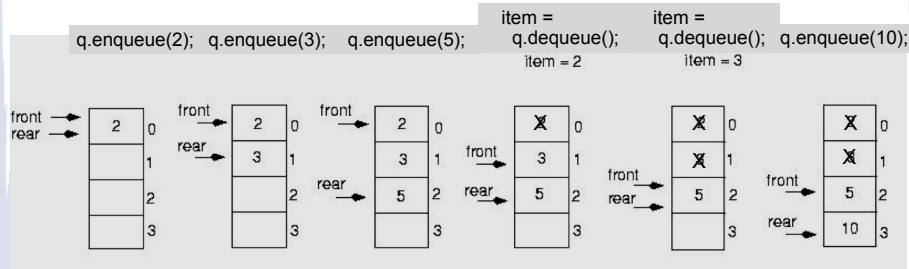 q.enqueue(2);
q.enqueue(3);
q.enqueue(5);
item =
q.dequeue();
item =
q.dequeue();
q.enqueue(10);
item = 2
item = 3
front
rear
2
0
1
2
3
front
rear
2
0
3
1
2
3
front
rear
2
0
3
1
5
2
3
front
rear
0
3
1
5
2
3
front
rear
0
1
5
2
3
front
rear
0
1
5
2
10
3